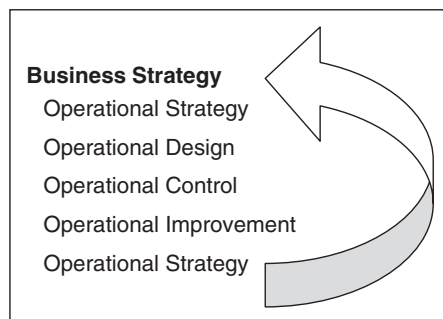 Business Strategy
Operational Strategy
Operational Design
Operational Control
Operational Improvement
Operational Strategy